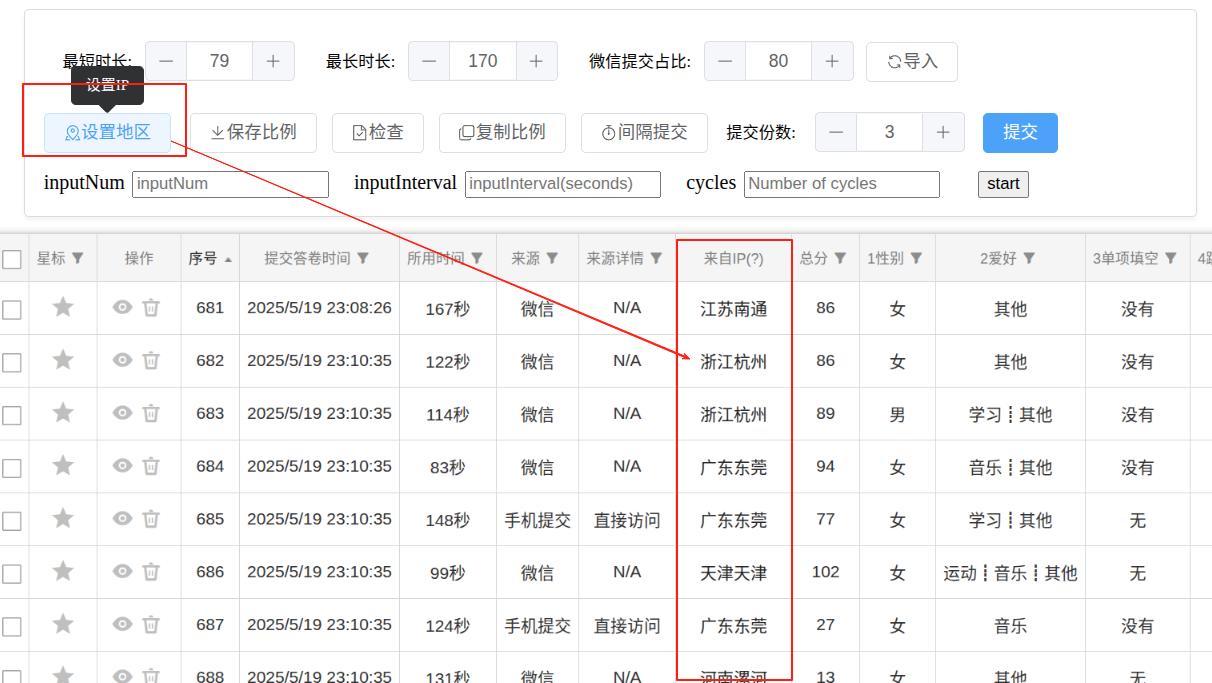 最短时长: — 79 + 最长时长: — 170 + 微信提交占比: — 80 + 导入
设置IP
设置地区 保存比例 检查 复制比例 间隔提交 提交份数: — 3 + 提交
inputNum inputNum inputInterval inputInterval(seconds) cycles Number of cycles start
星标 操作 序号 提交答卷时间 所用时间 来源 来源详情 来自IP(?) 总分 1性别 2爱好 3单项填空
681 2025/5/19 23:08:26 167秒 微信 N/A 江苏南通 86 女 其他 没有
682 2025/5/19 23:10:35 122秒 微信 N/A 浙江杭州 86 女 其他 没有
683 2025/5/19 23:10:35 114秒 微信 N/A 浙江杭州 89 男 学习┋其他 没有
684 2025/5/19 23:10:35 83秒 微信 N/A 广东东莞 94 女 音乐┋其他 没有
685 2025/5/19 23:10:35 148秒 手机提交 直接访问 广东东莞 77 女 学习┋其他 无
686 2025/5/19 23:10:35 99秒 微信 N/A 天津天津 102 女 运动┋音乐┋其他 无
687 2025/5/19 23:10:35 124秒 手机提交 直接访问 广东东莞 27 女 音乐 没有
688 2025/5/19 23:10:35 131秒 微信 N/A 河南漯河 13 女 其他 无